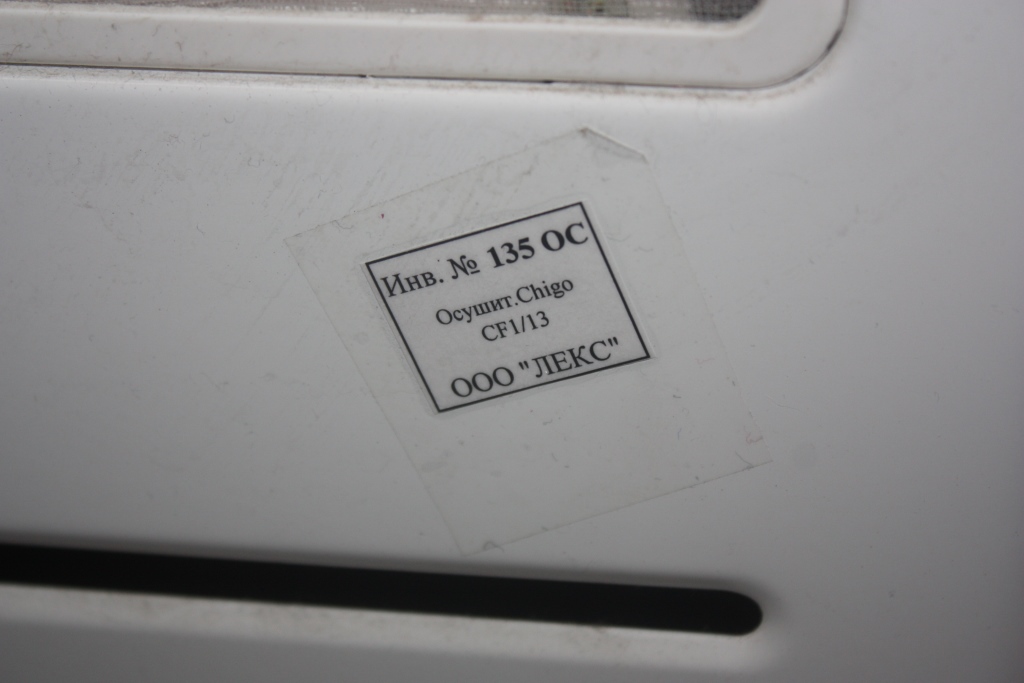 Инв. № 135 ОС
Осушит.Chigo
CF1/13
ООО "ЛЕКС"